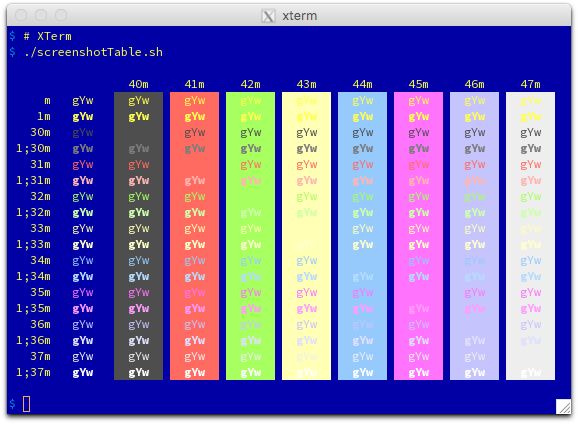 xterm
$ # XTerm
$ ./screenshotTable.sh
40m 41m 42m 43m 44m 45m 46m 47m
m gYw gYw gYw gYw gYw gYw gYw gYw gYw
1m gYw gYw gYw gYw gYw gYw gYw gYw gYw
30m gYw gYw gYw gYw gYw gYw gYw gYw
1;30m gYw gYw gYw gYw gYw gYw gYw gYw gYw
31m gYw gYw gYw gYw gYw gYw gYw gYw
1;31m gYw gYw gYw gYw gYw gYw gYw gYw gYw
32m gYw gYw gYw gYw gYw gYw gYw gYw
1;32m gYw gYw gYw gYw gYw gYw gYw gYw gYw
33m gYw gYw gYw gYw gYw gYw gYw gYw
1;33m gYw gYw gYw gYw gYw gYw gYw gYw
34m gYw gYw gYw gYw gYw gYw gYw gYw
1;34m gYw gYw gYw gYw gYw gYw gYw gYw gYw
35m gYw gYw gYw gYw gYw gYw gYw gYw
1;35m gYw gYw gYw gYw gYw gYw gYw gYw gYw
36m gYw gYw gYw gYw gYw gYw gYw gYw
1;36m gYw gYw gYw gYw gYw gYw gYw gYw gYw
37m gYw gYw gYw gYw gYw gYw gYw gYw
1;37m gYw gYw gYw gYw gYw gYw gYw gYw gYw
$